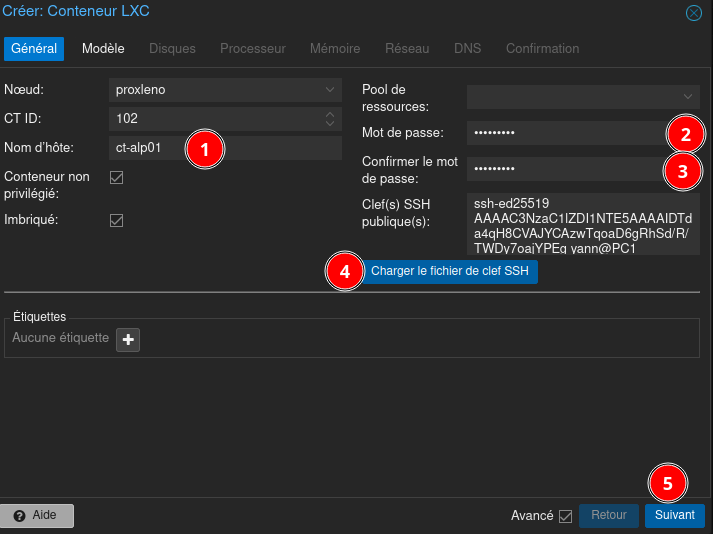 Créer: Conteneur LXC
Général Modèle Disques Processeur Mémoire Réseau DNS Confirmation
Nœud: proxleno
CT ID: 102
Nom d'hôte: ct-alp01 1
Conteneur non
privilégié:
Imbriqué:
Pool de
ressources:
Mot de passe: ••••••••• 2
Confirmer le mot
de passe: ••••••••• 3
Clef(s) SSH
publique(s):
ssh-ed25519
AAAAC3NzaC1lZDI1NTE5AAAAIDTd
a4qH8CVAJYCAzwTqoaD6gRhSd/R/
TWDy7oajYPEg yann@PC1
4 Charger le fichier de clef SSH
Étiquettes
Aucune étiquette
5
? Aide Avancé Retour Suivant